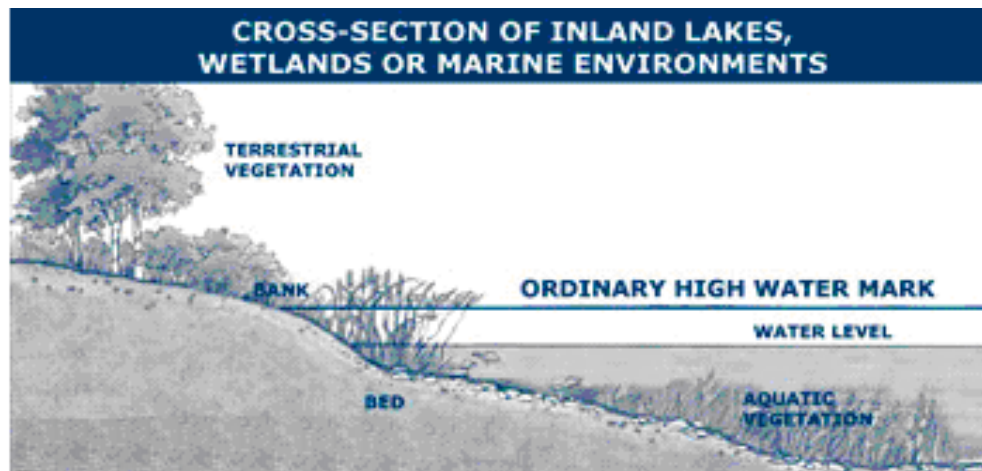 CROSS-SECTION OF INLAND LAKES,
WETLANDS OR MARINE ENVIRONMENTS
TERRESTRIAL
VEGETATION
BANK
ORDINARY HIGH WATER MARK
WATER LEVEL
BED
AQUATIC
VEGETATION